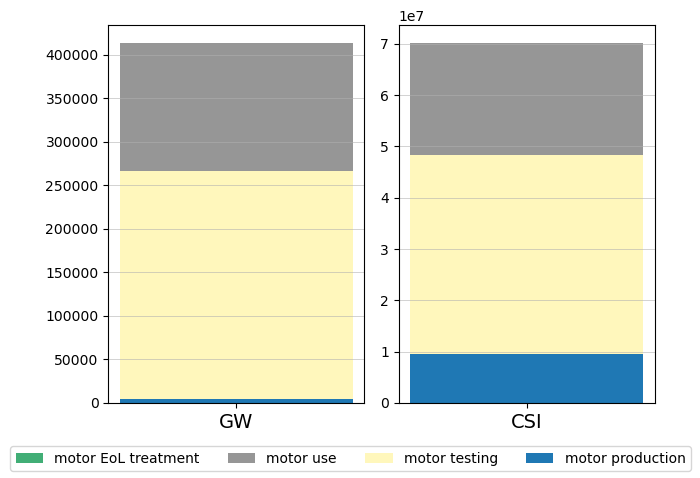 1e7
400000
350000
300000
250000
200000
150000
100000
50000
0
7
6
5
4
3
2
1
0
GW
CSI
motor EoL treatment
motor use
motor testing
motor production